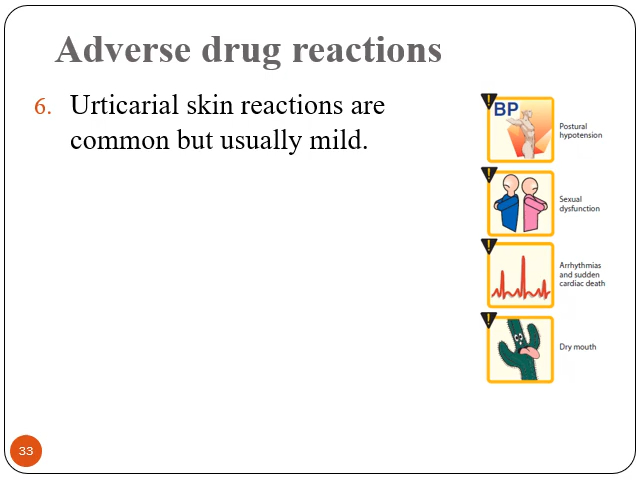 Adverse drug reactions
6. Urticarial skin reactions are
common but usually mild.
!
BP
Postural
hypotension
!
Sexual
dysfunction
!
Arrhythmias
and sudden
cardiac death
!
Dry mouth
33